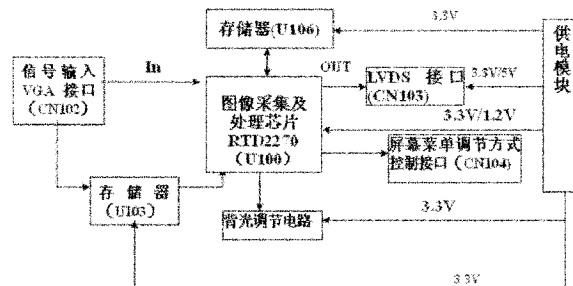 存储器(U106)
3.3V
供电模块
信号输入
VGA 接口
(CN102)
In
OUT
LVDS 接口
(CN103)
3.3V/5V
图像采集及
处理芯片
RTD2270
(U100)
3.3V/1.2V
屏幕菜单调节方式
控制接口(CN104)
存储器
(U103)
背光调节电路
3.3V
3.3V